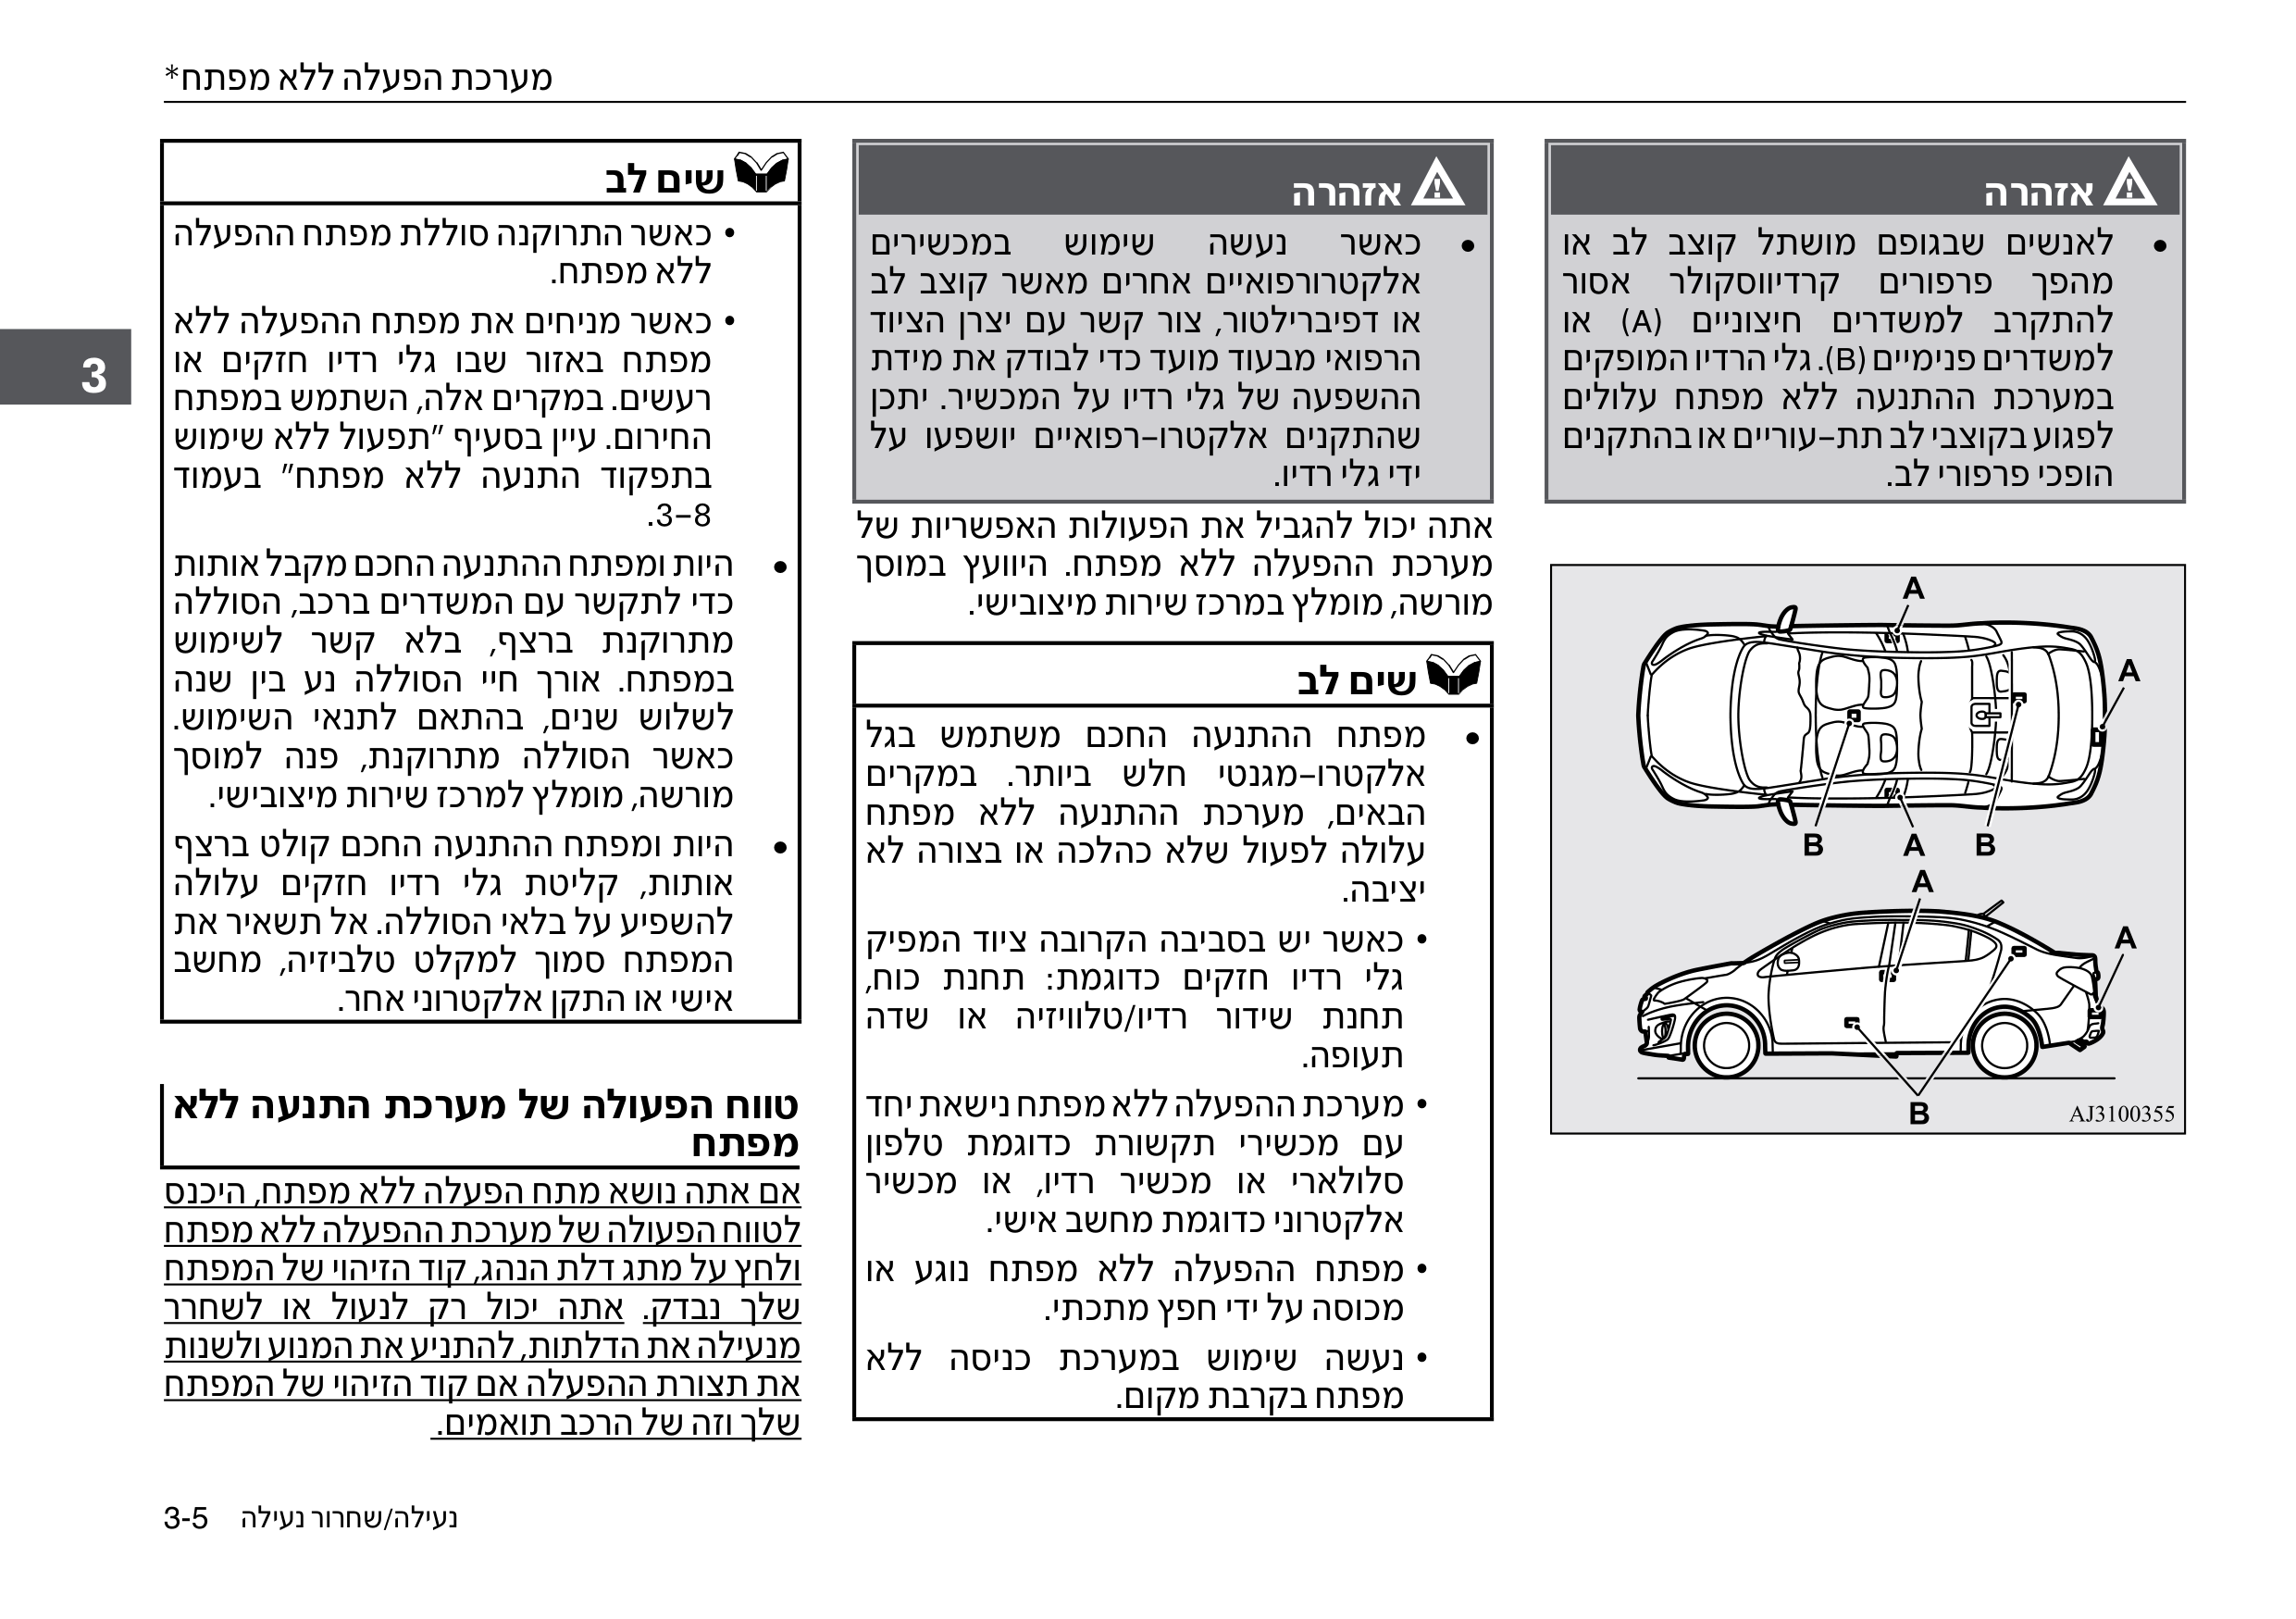 מערכת הפעלה ללא מפתח*
אזהרה
• לאנשים שבגופם מושתל קוצב לב או
מהפך פרפורים קרדיווסקולר אסור
להתקרב למשדרים חיצוניים (A) או
למשדרים פנימיים (B). גלי הרדיו המופקים
במערכת ההתנעה ללא מפתח עלולים
לפגוע בקוצבי לב תת-עוריים או בהתקנים
הופכי פרפורי לב.
A
A
B
A
B
A
A
B
AJ3100355
אזהרה
• כאשר נעשה שימוש במכשירים
אלקטרורפואיים אחרים מאשר קוצב לב
או דפיברילטור, צור קשר עם יצרן הציוד
הרפואי מבעוד מועד כדי לבודק את מידת
ההשפעה של גלי רדיו על המכשיר. יתכן
שהתקנים אלקטרו-רפואיים יושפעו על
ידי גלי רדיו.
אתה יכול להגביל את הפעולות האפשריות של
מערכת ההפעלה ללא מפתח. היוועץ במוסך
מורשה, מומלץ במרכז שירות מיצובישי.
שים לב
• מפתח ההתנעה החכם משתמש בגל
אלקטרו-מגנטי חלש ביותר. במקרים
הבאים, מערכת ההתנעה ללא מפתח
עלולה לפעול שלא כהלכה או בצורה לא
יציבה.
• כאשר יש בסביבה הקרובה ציוד המפיק
גלי רדיו חזקים כדוגמת: תחנת כוח,
תחנת שידור רדיו/טלוויזיה או שדה
תעופה.
• מערכת ההפעלה ללא מפתח נישאת יחד
עם מכשירי תקשורת כדוגמת טלפון
סלולארי או מכשיר רדיו, או מכשיר
אלקטרוני כדוגמת מחשב אישי.
• מפתח ההפעלה ללא מפתח נוגע או
מכוסה על ידי חפץ מתכתי.
• נעשה שימוש במערכת כניסה ללא
מפתח בקרבת מקום.
שים לב
• כאשר התרוקנה סוללת מפתח ההפעלה
ללא מפתח.
• כאשר מניחים את מפתח ההפעלה ללא
מפתח באזור שבו גלי רדיו חזקים או
רעשים. במקרים אלה, השתמש במפתח
החירום. עיין בסעיף "תפעול ללא שימוש
בתפקוד התנעה ללא מפתח" בעמוד
3-8.
• היות ומפתח ההתנעה החכם מקבל אותות
כדי לתקשר עם המשדרים ברכב, הסוללה
מתרוקנת ברצף, בלא קשר לשימוש
במפתח. אורך חיי הסוללה נע בין שנה
לשלוש שנים, בהתאם לתנאי השימוש.
כאשר הסוללה מתרוקנת, פנה למוסך
מורשה, מומלץ למרכז שירות מיצובישי.
• היות ומפתח ההתנעה החכם קולט ברצף
אותות, קליטת גלי רדיו חזקים עלולה
להשפיע על בלאי הסוללה. אל תשאיר את
המפתח סמוך למקלט טלביזיה, מחשב
אישי או התקן אלקטרוני אחר.
טווח הפעולה של מערכת התנעה ללא
מפתח
אם אתה נושא מתח הפעלה ללא מפתח, היכנס
לטווח הפעולה של מערכת ההפעלה ללא מפתח
ולחץ על מתג דלת הנהג, קוד הזיהוי של המפתח
שלך נבדק. אתה יכול רק לנעול או לשחרר
מנעילה את הדלתות, להתניע את המנוע ולשנות
את תצורת ההפעלה אם קוד הזיהוי של המפתח
שלך וזה של הרכב תואמים.
3
נעילה/שחרור נעילה 3-5